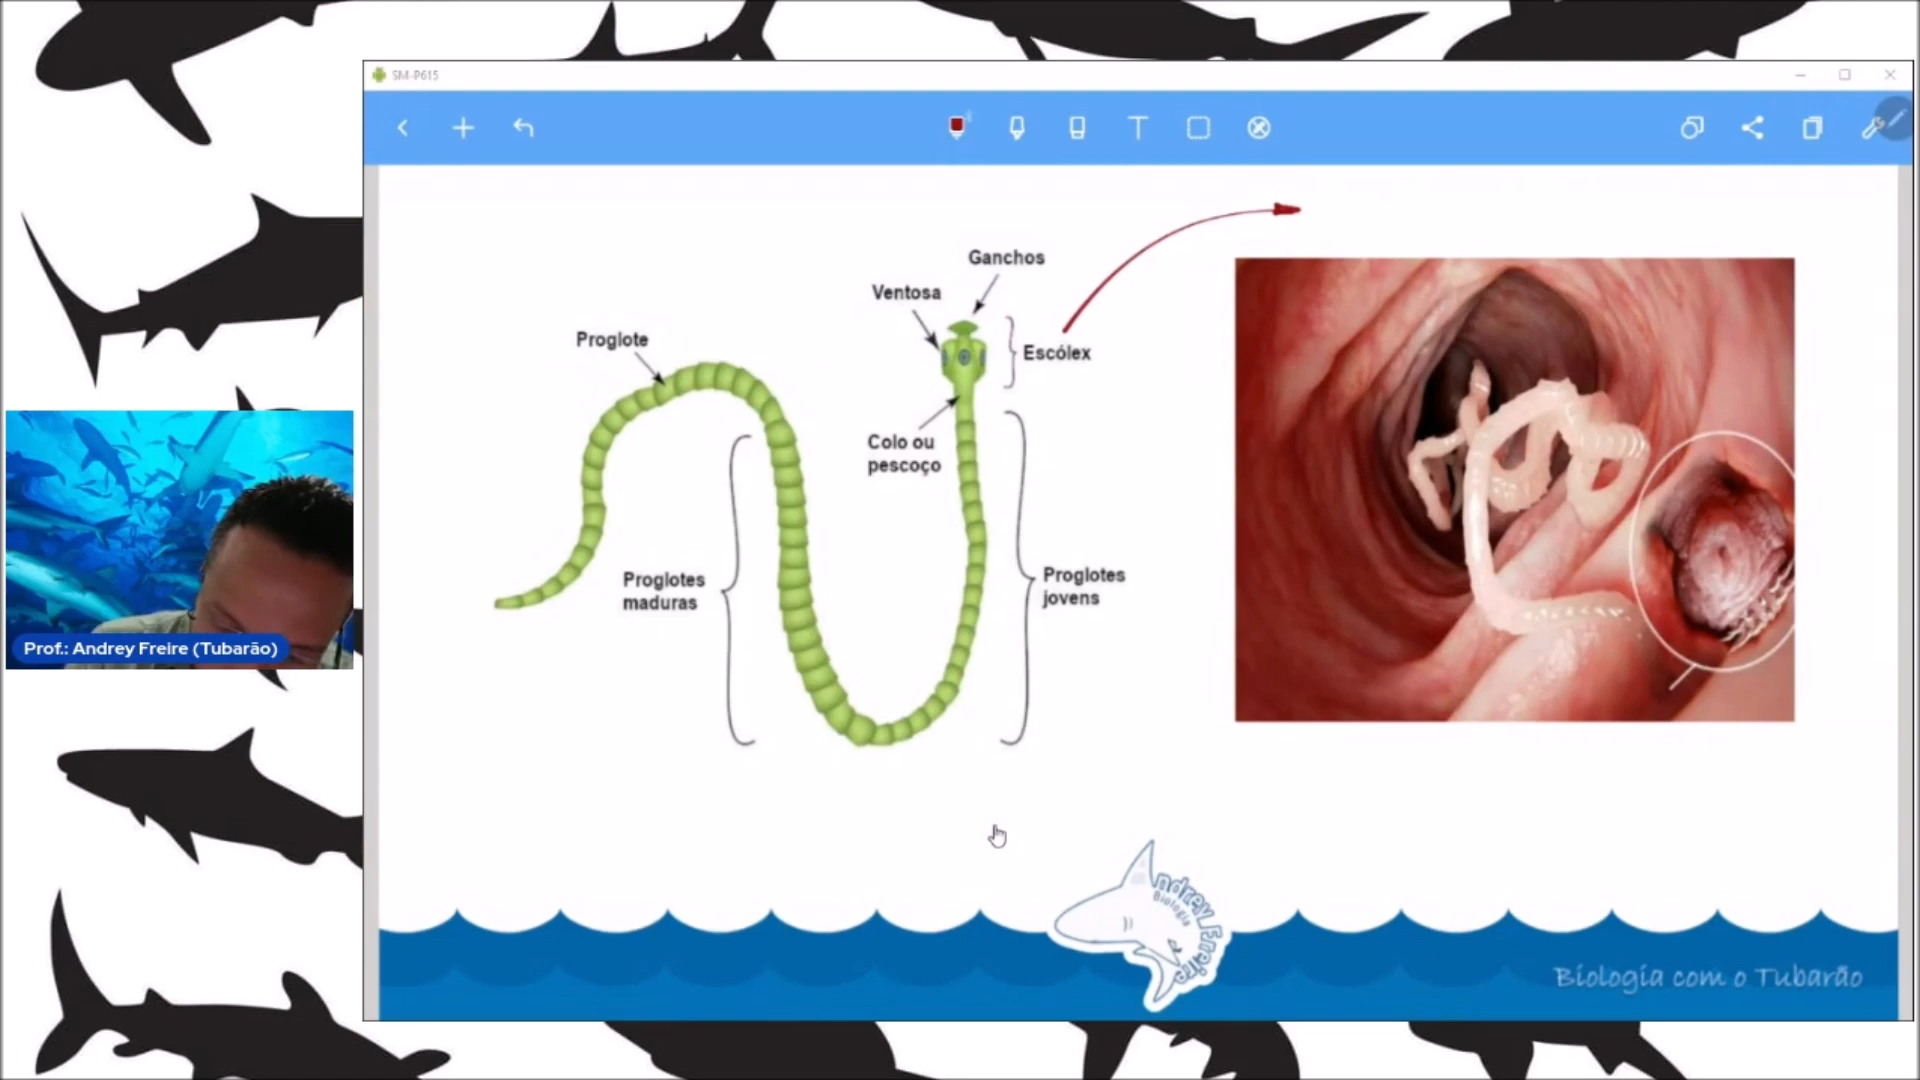 SM-P615
T
Ganchos
Ventosa
Proglote
Escólex
Colo ou
pescoço
Proglotes
maduras
Proglotes
jovens
Prof.: Andrey Freire (Tubarão)
Andrey Freire
Biologia
Biologia com o Tubarão